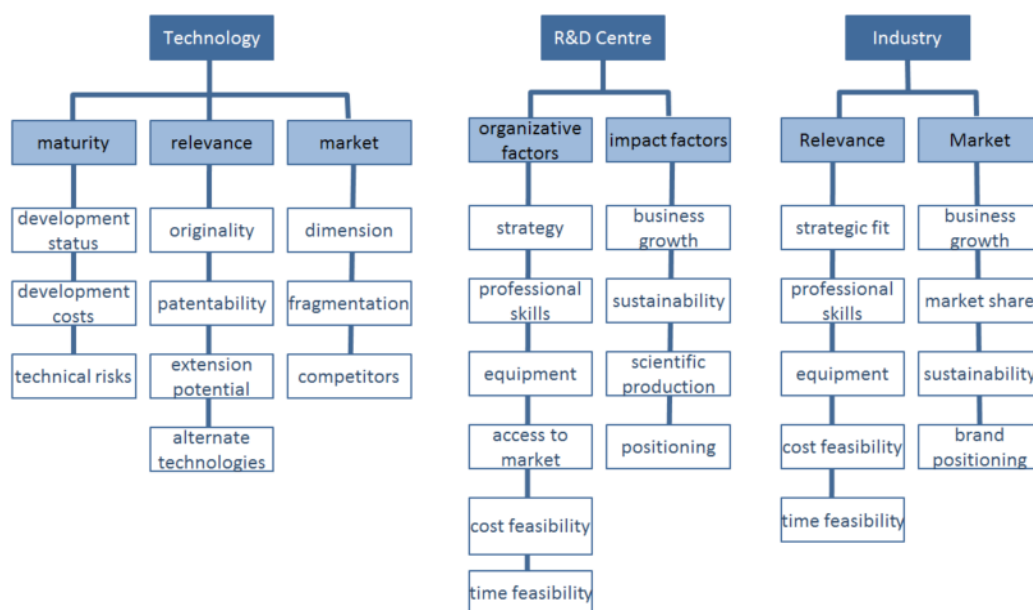 Technology
maturity
development
status
development
costs
technical risks
relevance
originality
patentability
extension
potential
alternate
technologies
market
dimension
fragmentation
competitors
R&D Centre
organizative
factors
strategy
professional
skills
equipment
access to
market
cost feasibility
time feasibility
impact factors
business
growth
sustainability
scientific
production
positioning
Industry
Relevance
strategic fit
professional
skills
equipment
cost feasibility
time feasibility
Market
business
growth
market share
sustainability
brand
positioning